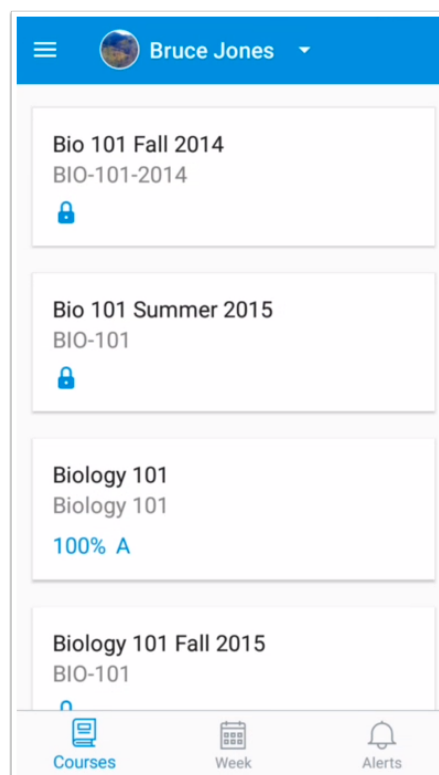 Bruce Jones
Bio 101 Fall 2014
BIO-101-2014
Bio 101 Summer 2015
BIO-101
Biology 101
Biology 101
100% A
Biology 101 Fall 2015
BIO-101
Courses
Week
Alerts